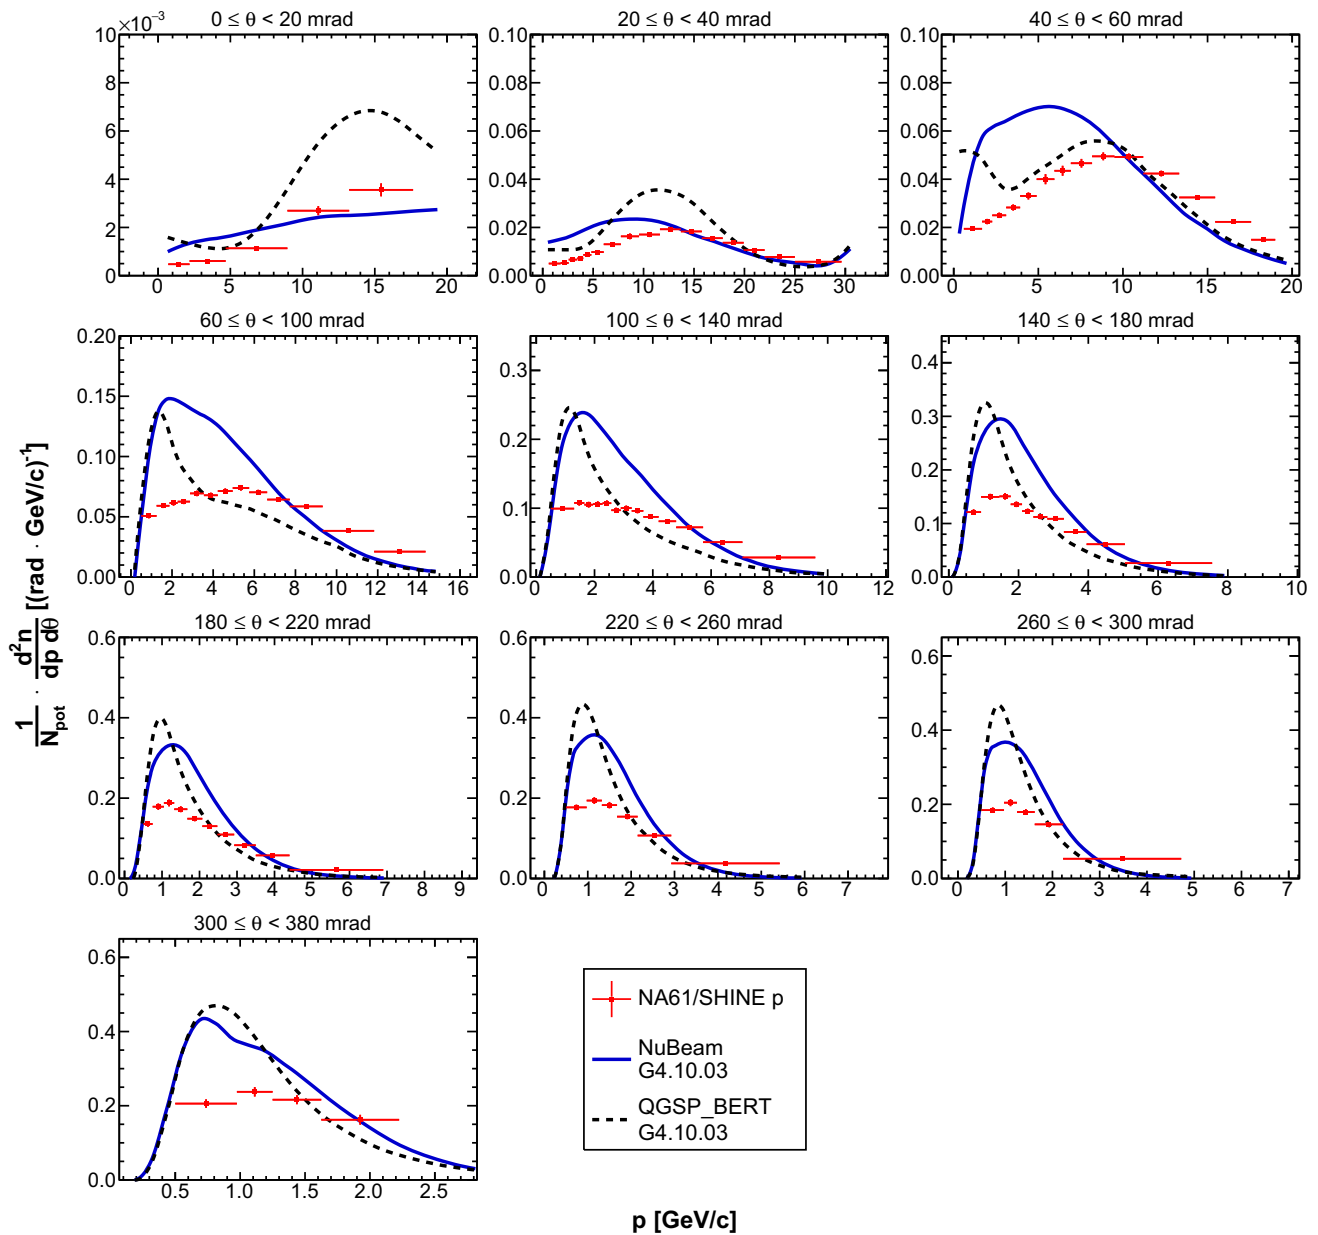 ×10⁻³
0 ≤ θ < 20 mrad
20 ≤ θ < 40 mrad
40 ≤ θ < 60 mrad
10
8
6
4
2
0
0 5 10 15 20
0.10
0.08
0.06
0.04
0.02
0.00
0 5 10 15 20 25 30
0.10
0.08
0.06
0.04
0.02
0.00
0 5 10 15 20
60 ≤ θ < 100 mrad
100 ≤ θ < 140 mrad
140 ≤ θ < 180 mrad
0.20
0.15
0.10
0.05
0.00
0 2 4 6 8 10 12 14 16
0.3
0.2
0.1
0.0
0 2 4 6 8 10 12
0.4
0.3
0.2
0.1
0.0
0 2 4 6 8 10
180 ≤ θ < 220 mrad
220 ≤ θ < 260 mrad
260 ≤ θ < 300 mrad
0.6
0.4
0.2
0.0
0 1 2 3 4 5 6 7 8 9
0.6
0.4
0.2
0.0
0 1 2 3 4 5 6 7
0.6
0.4
0.2
0.0
0 1 2 3 4 5 6 7
300 ≤ θ < 380 mrad
0.6
0.4
0.2
0.0
0.5 1.0 1.5 2.0 2.5
1/N_pot · d²n/dp dθ [(rad · GeV/c)⁻¹]
NA61/SHINE p
NuBeam
G4.10.03
QGSP_BERT
G4.10.03
p [GeV/c]